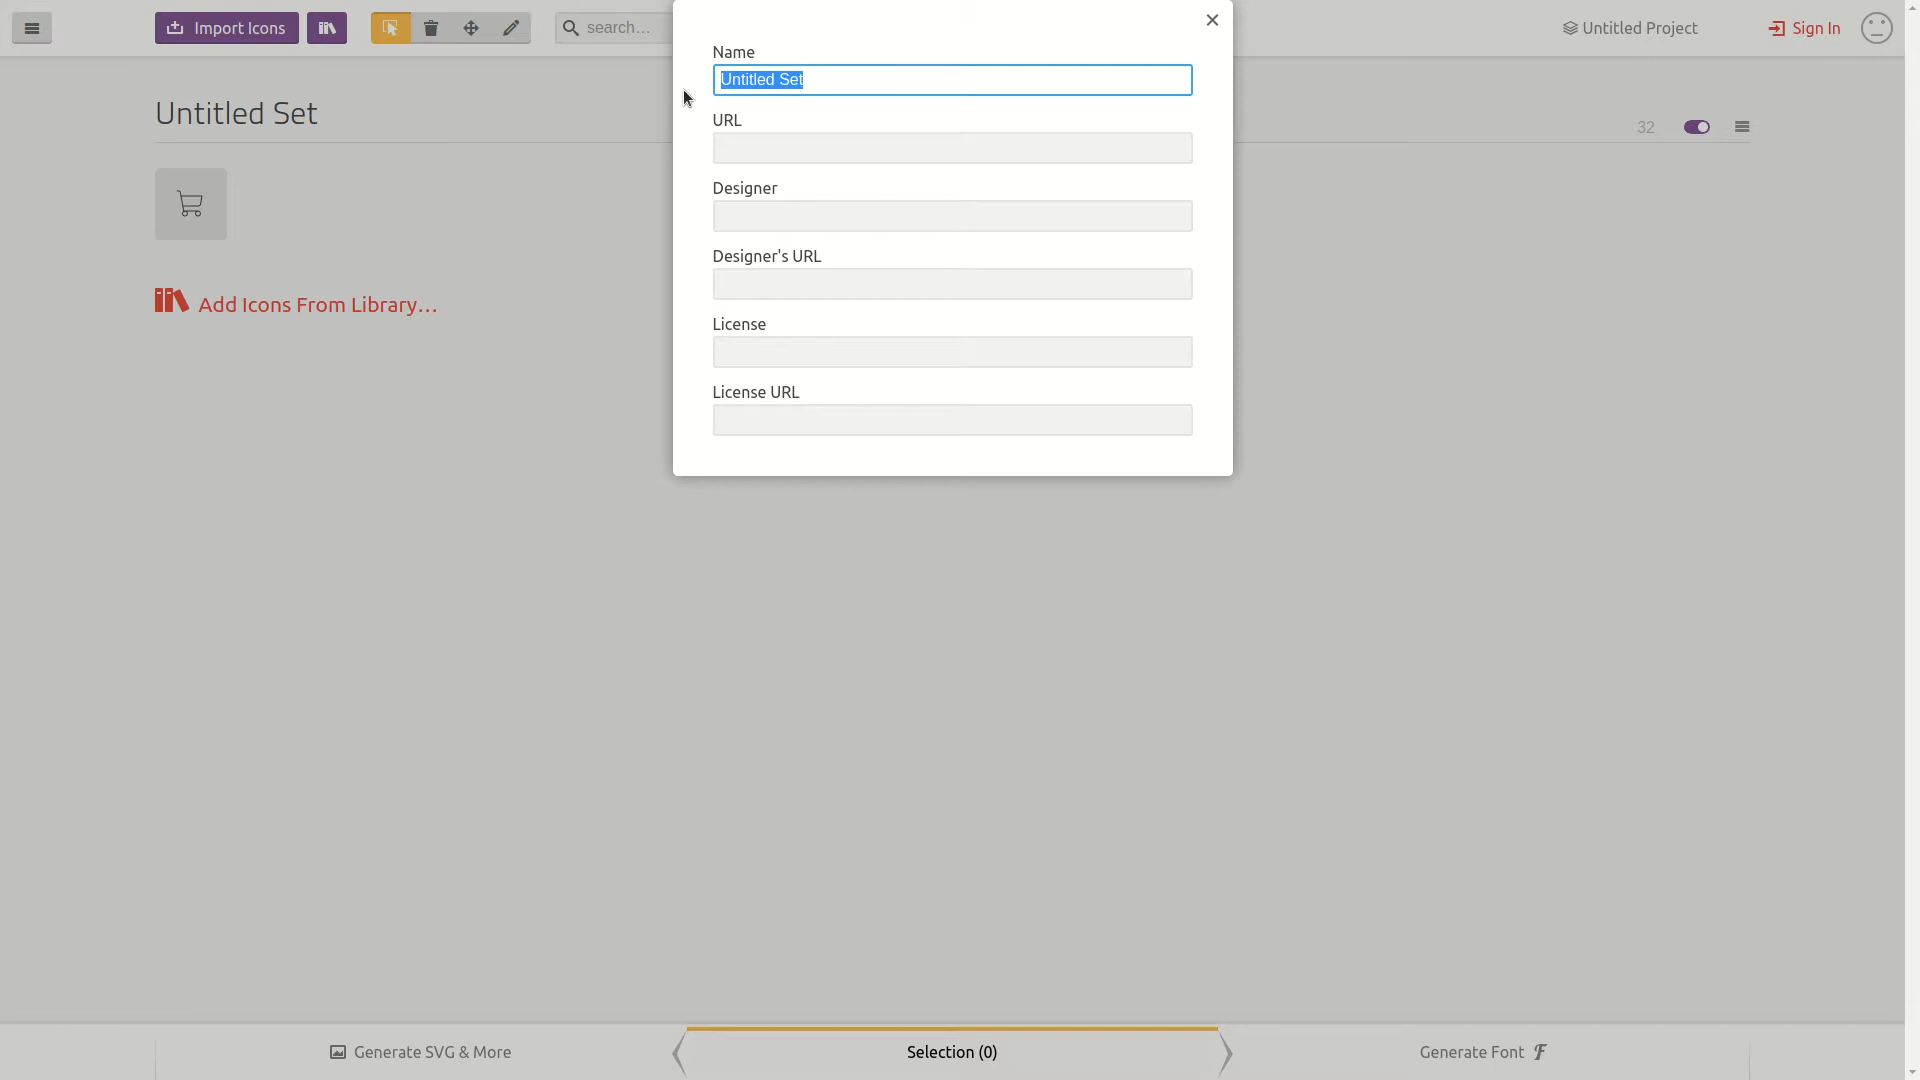 Import Icons
search...
Untitled Project
Sign In
Untitled Set
32
Add Icons From Library...
Name
Untitled Set
URL
Designer
Designer's URL
License
License URL
Generate SVG & More
Selection (0)
Generate Font